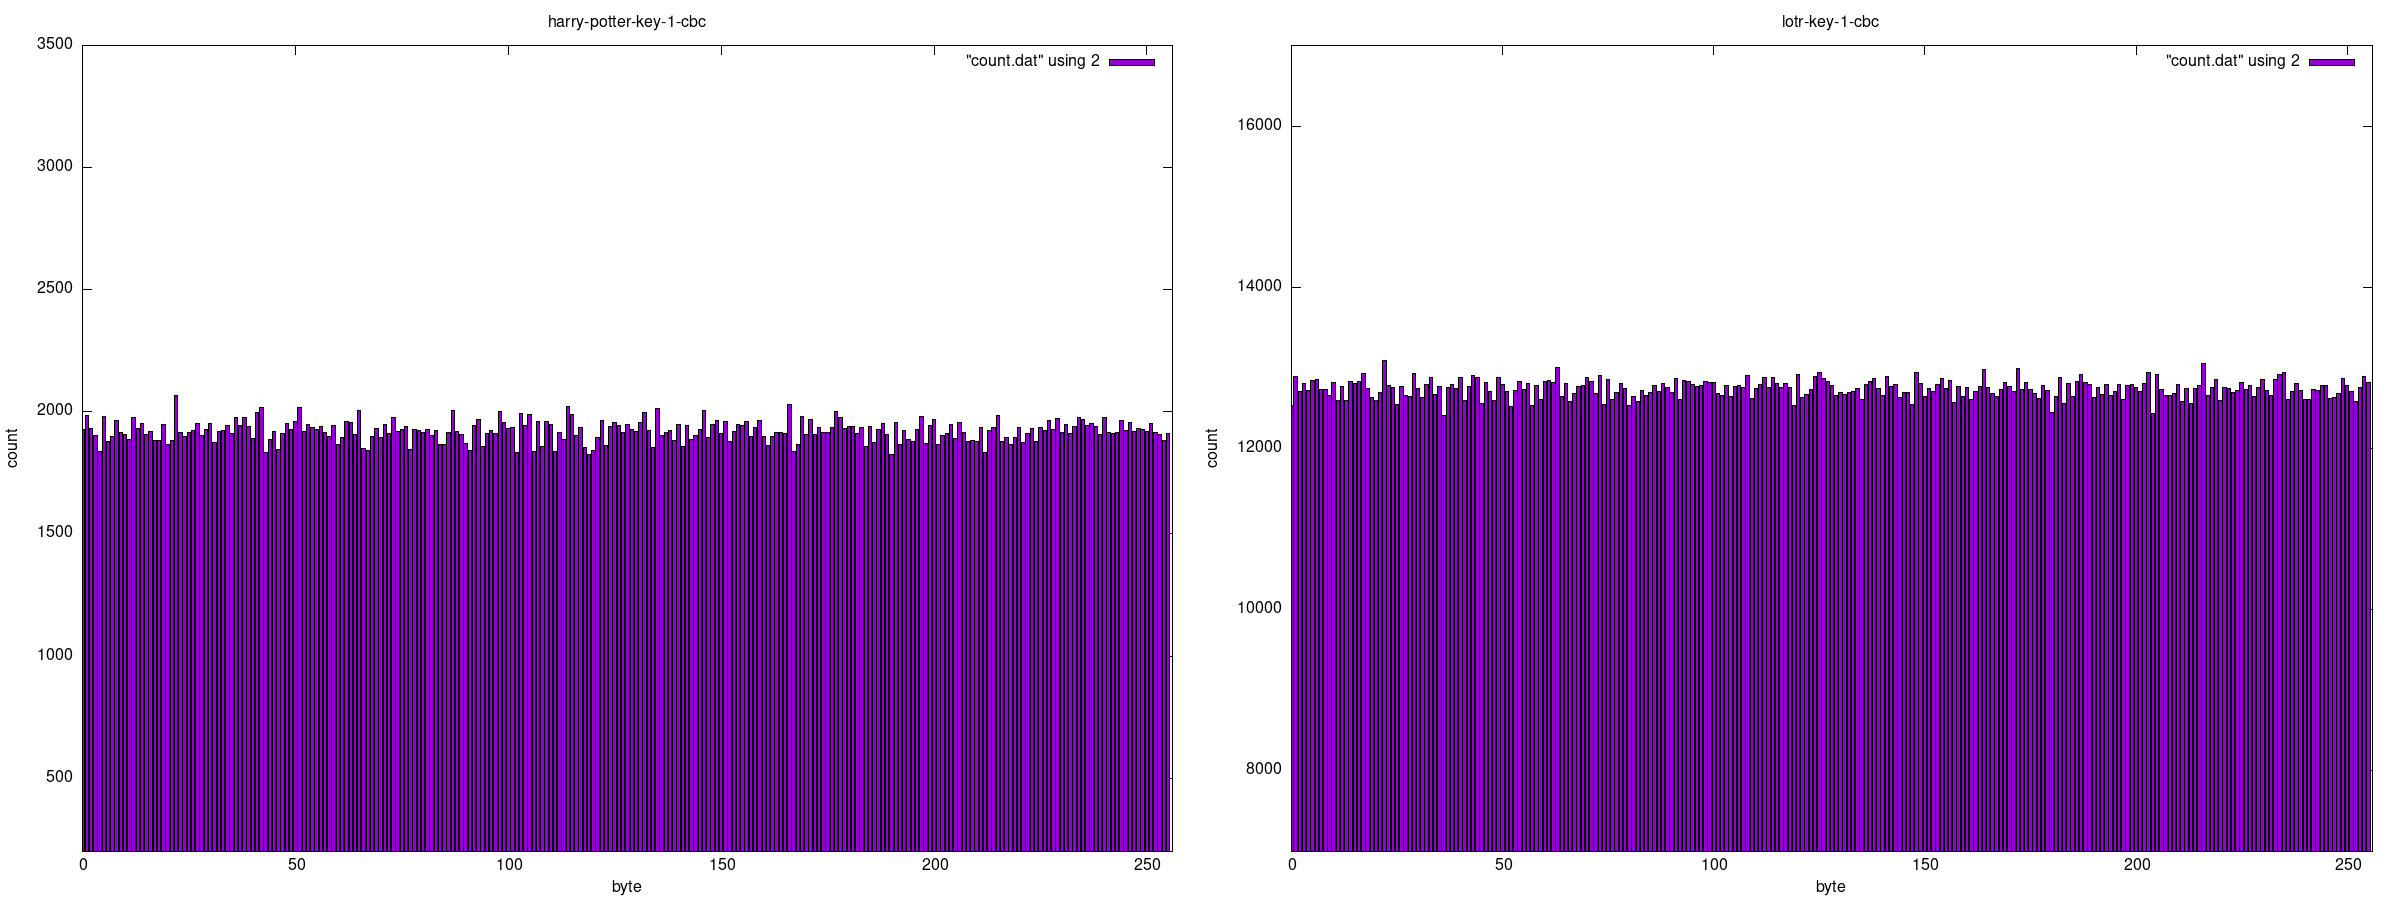 harry-potter-key-1-cbc
"count.dat" using 2
3500
3000
2500
2000
1500
1000
500
count
0 50 100 150 200 250
byte
lotr-key-1-cbc
"count.dat" using 2
16000
14000
12000
10000
8000
count
0 50 100 150 200 250
byte